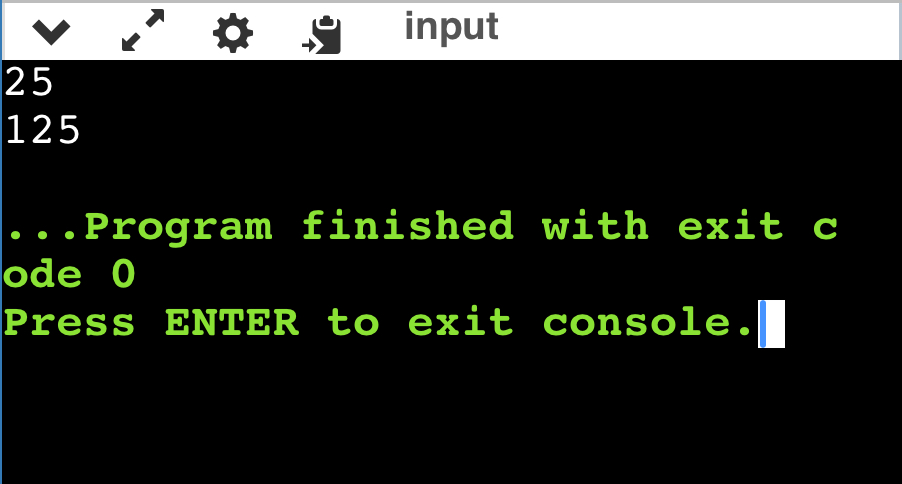 input
25
125
...Program finished with exit c
ode 0
Press ENTER to exit console.